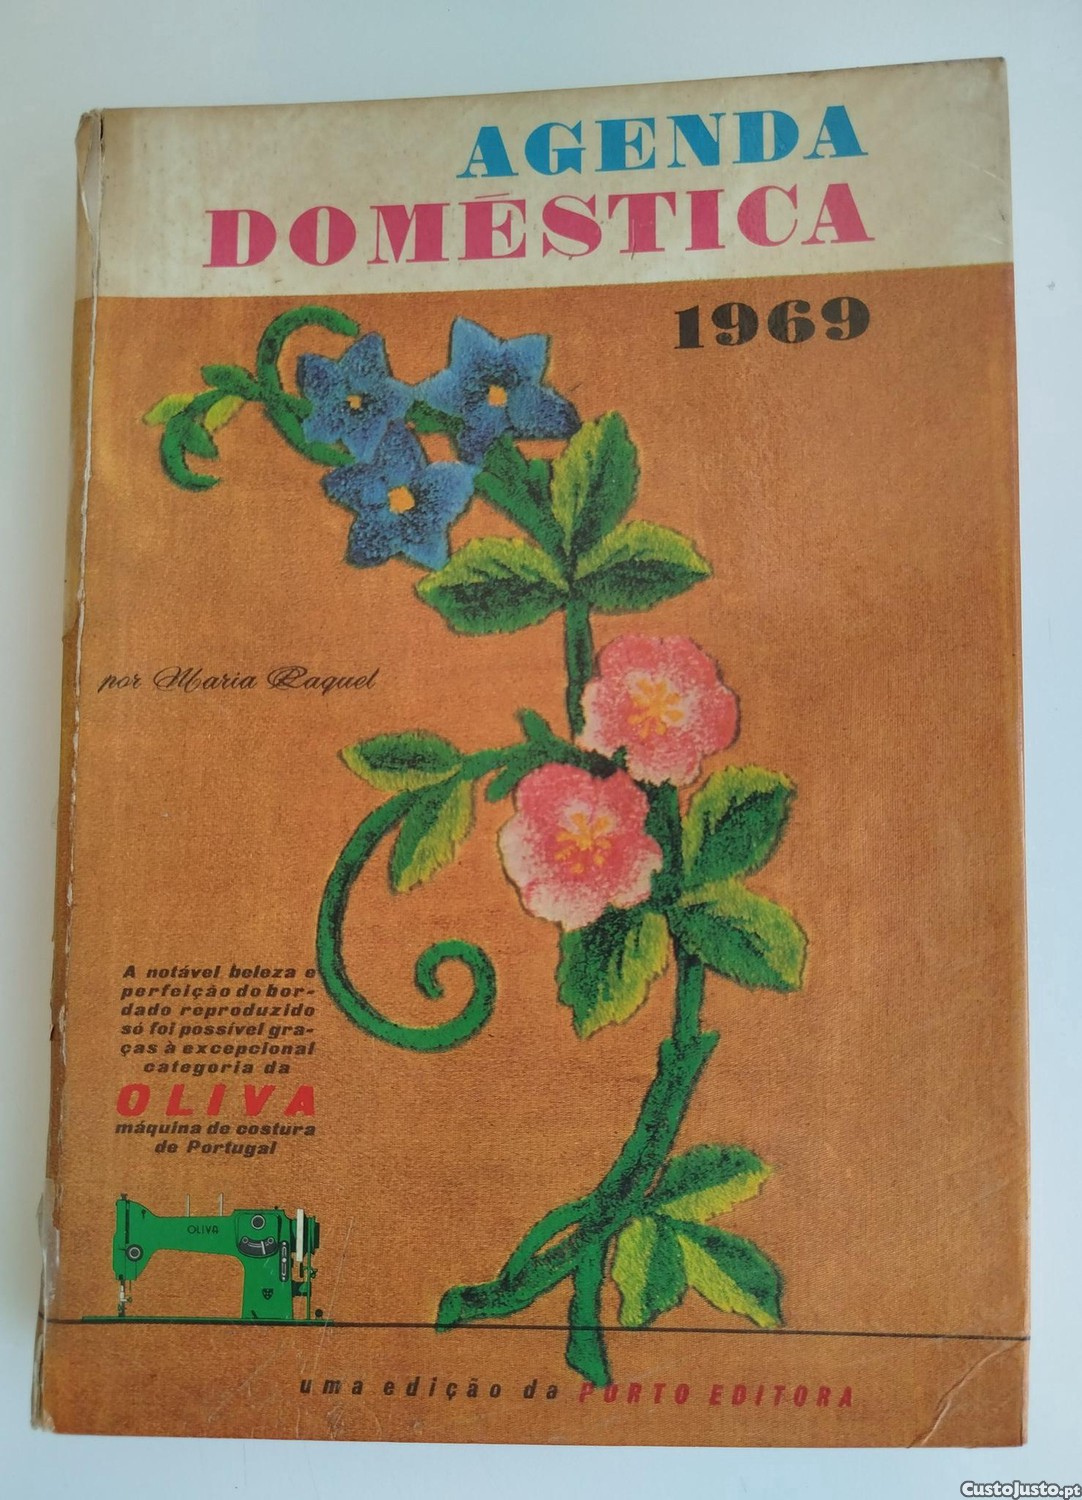 AGENDA
DOMÉSTICA
1969
por Maria Raquel
A notável beleza e
perfeição do bor-
dado reproduzido
só foi possível gra-
ças à excepcional
categoria da
OLIVA
máquina de costura
de Portugal
OLIVA
uma edição da PORTO EDITORA
CustoJusto.pt